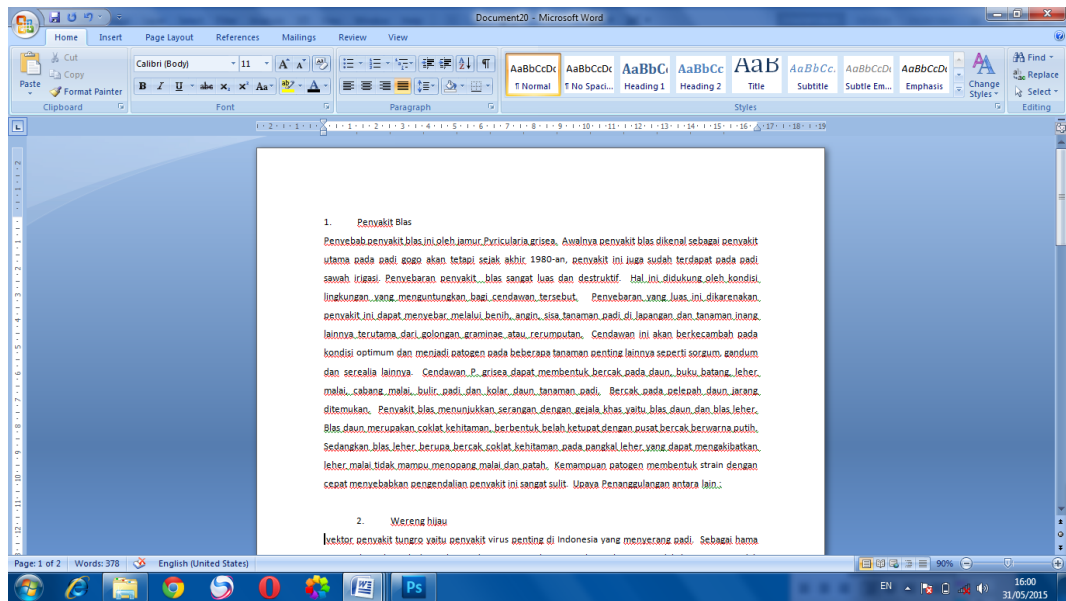 Document20 - Microsoft Word
Home Insert Page Layout References Mailings Review View
Paste
Cut
Copy
Format Painter
Clipboard
Calibri (Body) 11
Font
Paragraph
AaBbCcDc AaBbCcDc AaBbC AaBbCc AaB AaBbCc. AaBbCcDt AaBbCcDt
¶ Normal ¶ No Spaci... Heading 1 Heading 2 Title Subtitle Subtle Em... Emphasis
Change Styles
Styles
Find
Replace
Select
Editing
1. Penyakit Blas
Penyebab penyakit blas ini oleh jamur Pyricularia grisea. Awalnya penyakit blas dikenal sebagai penyakit
utama pada padi gogo akan tetapi sejak akhir 1980-an, penyakit ini juga sudah terdapat pada padi
sawah irigasi. Penyebaran penyakit blas sangat luas dan destruktif. Hal ini didukung oleh kondisi
lingkungan yang menguntungkan bagi cendawan tersebut. Penyebaran yang luas ini dikarenakan
penyakit ini dapat menyebar melalui benih, angin, sisa tanaman padi di lapangan dan tanaman inang
lainnya terutama dari golongan graminae atau rerumputan. Cendawan ini akan berkecambah pada
kondisi optimum dan menjadi patogen pada beberapa tanaman penting lainnya seperti sorgum, gandum
dan serealia lainnya. Cendawan P. grisea dapat membentuk bercak pada daun, buku batang, leher
malai, cabang malai, bulir padi dan kolar daun tanaman padi. Bercak pada pelepah daun jarang
ditemukan. Penyakit blas menunjukkan serangan dengan gejala khas yaitu blas daun dan blas leher.
Blas daun merupakan coklat kehitaman, berbentuk belah ketupat dengan pusat bercak berwarna putih.
Sedangkan blas leher berupa bercak coklat kehitaman pada pangkal leher yang dapat mengakibatkan
leher malai tidak mampu menopang malai dan patah. Kemampuan patogen membentuk strain dengan
cepat menyebabkan pengendalian penyakit ini sangat sulit. Upaya Penanggulangan antara lain :
2. Wereng hijau
vektor penyakit tungro yaitu penyakit virus penting di Indonesia yang menyerang padi. Sebagai hama
Page: 1 of 2 Words: 378 English (United States) 90%
Ps
EN 16:00
31/05/2015